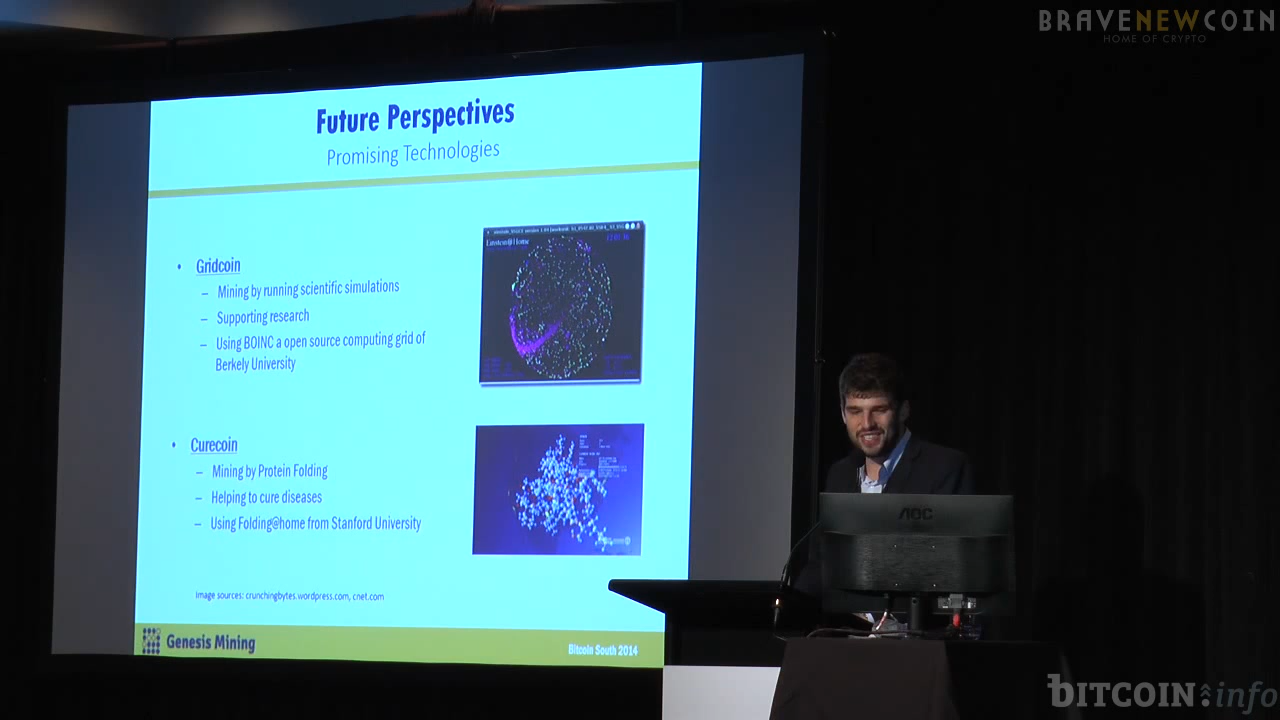 BRAVENEWCOIN
HOME OF CRYPTO
Future Perspectives
Promising Technologies
• Gridcoin
– Mining by running scientific simulations
– Supporting research
– Using BOINC a open source computing grid of
Berkely University
Einstein@Home
• Curecoin
– Mining by Protein Folding
– Helping to cure diseases
– Using Folding@home from Stanford University
Image sources: crunchingbytes.wordpress.com, cnet.com
Genesis Mining
Bitcoin South 2014
AOC
BITCOIN:info